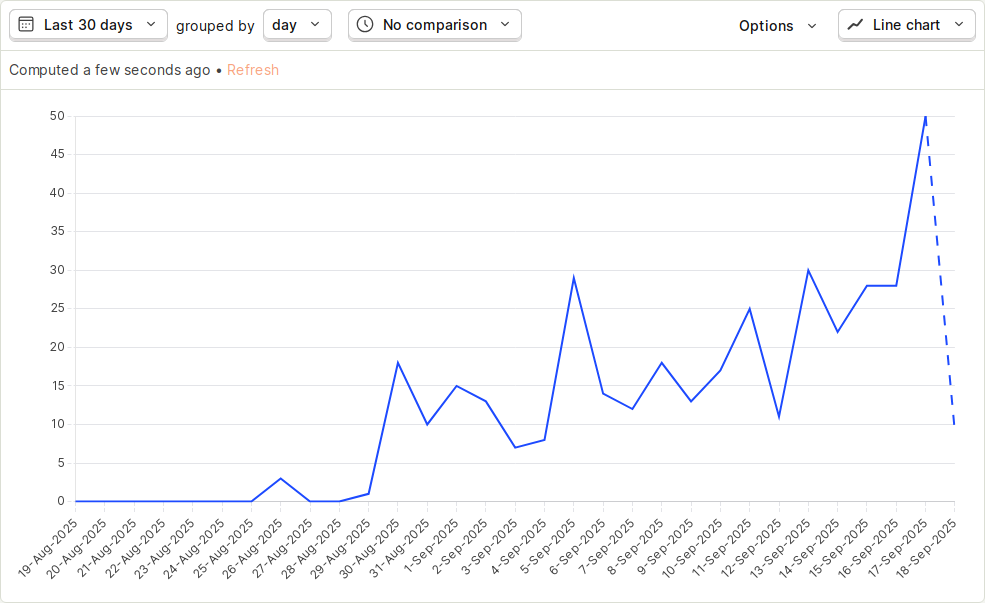 Last 30 days grouped by day No comparison Options Line chart
Computed a few seconds ago • Refresh
50
45
40
35
30
25
20
15
10
5
0
19-Aug-2025
20-Aug-2025
21-Aug-2025
22-Aug-2025
23-Aug-2025
24-Aug-2025
25-Aug-2025
26-Aug-2025
27-Aug-2025
28-Aug-2025
29-Aug-2025
30-Aug-2025
31-Aug-2025
1-Sep-2025
2-Sep-2025
3-Sep-2025
4-Sep-2025
5-Sep-2025
6-Sep-2025
7-Sep-2025
8-Sep-2025
9-Sep-2025
10-Sep-2025
11-Sep-2025
12-Sep-2025
13-Sep-2025
14-Sep-2025
15-Sep-2025
16-Sep-2025
17-Sep-2025
18-Sep-2025